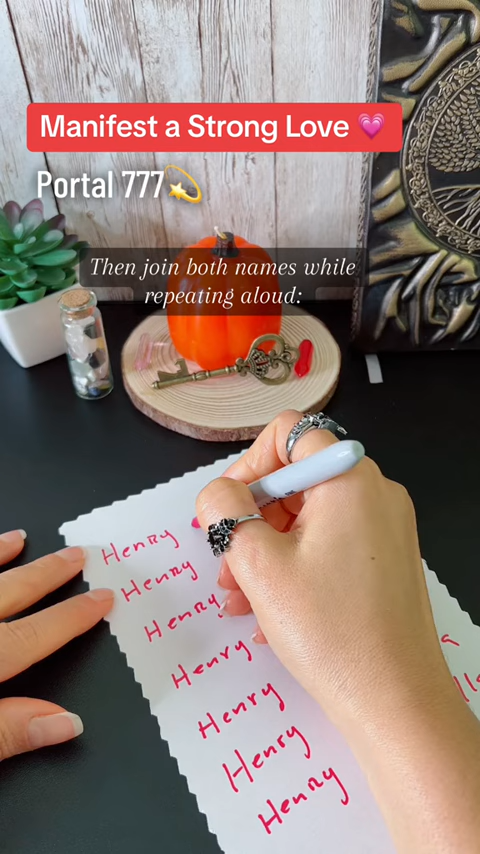 Manifest a Strong Love 💗
Portal 777💫
Then join both names while
repeating aloud:
Henry
Henry
Henry
Henry
Henry
Henry
Henry